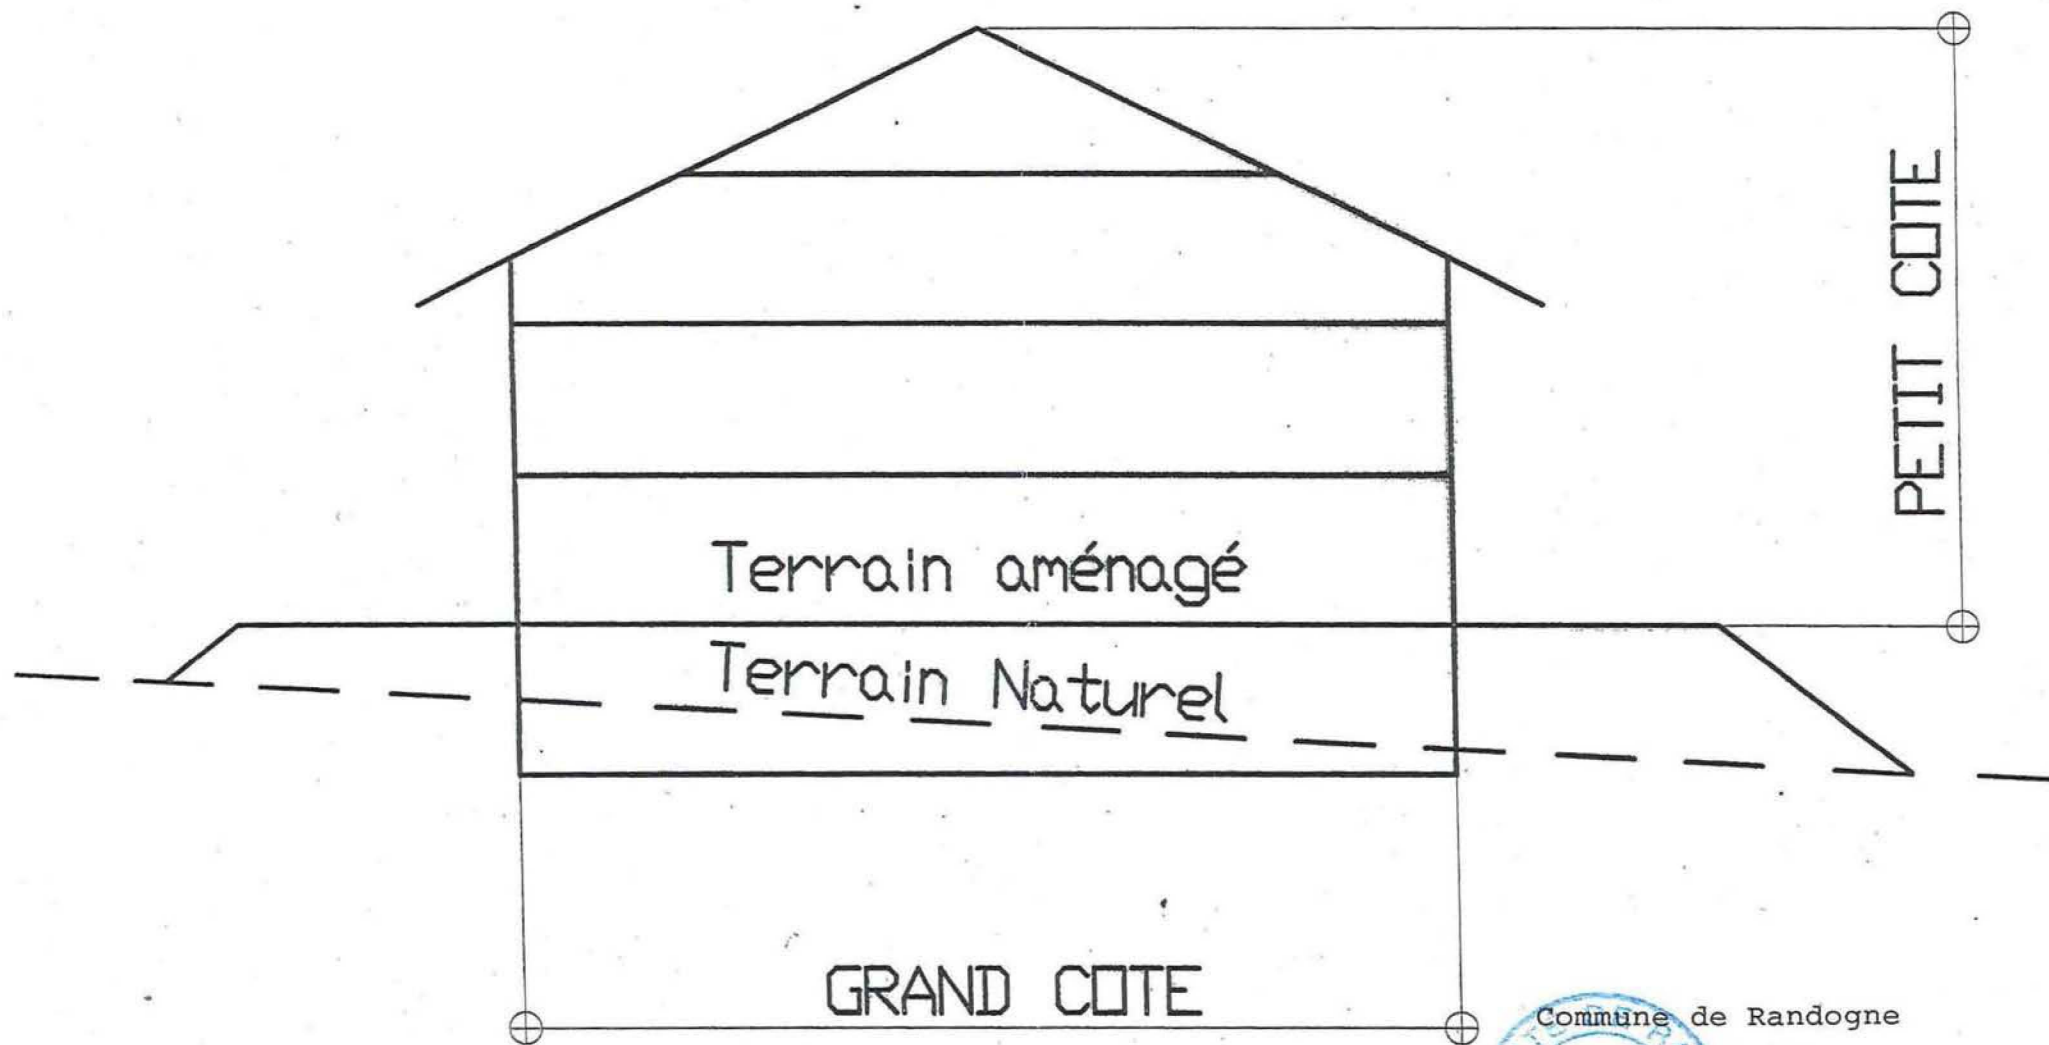 PETIT COTE
Terrain aménagé
Terrain Naturel
GRAND COTE
Commune de Randogne